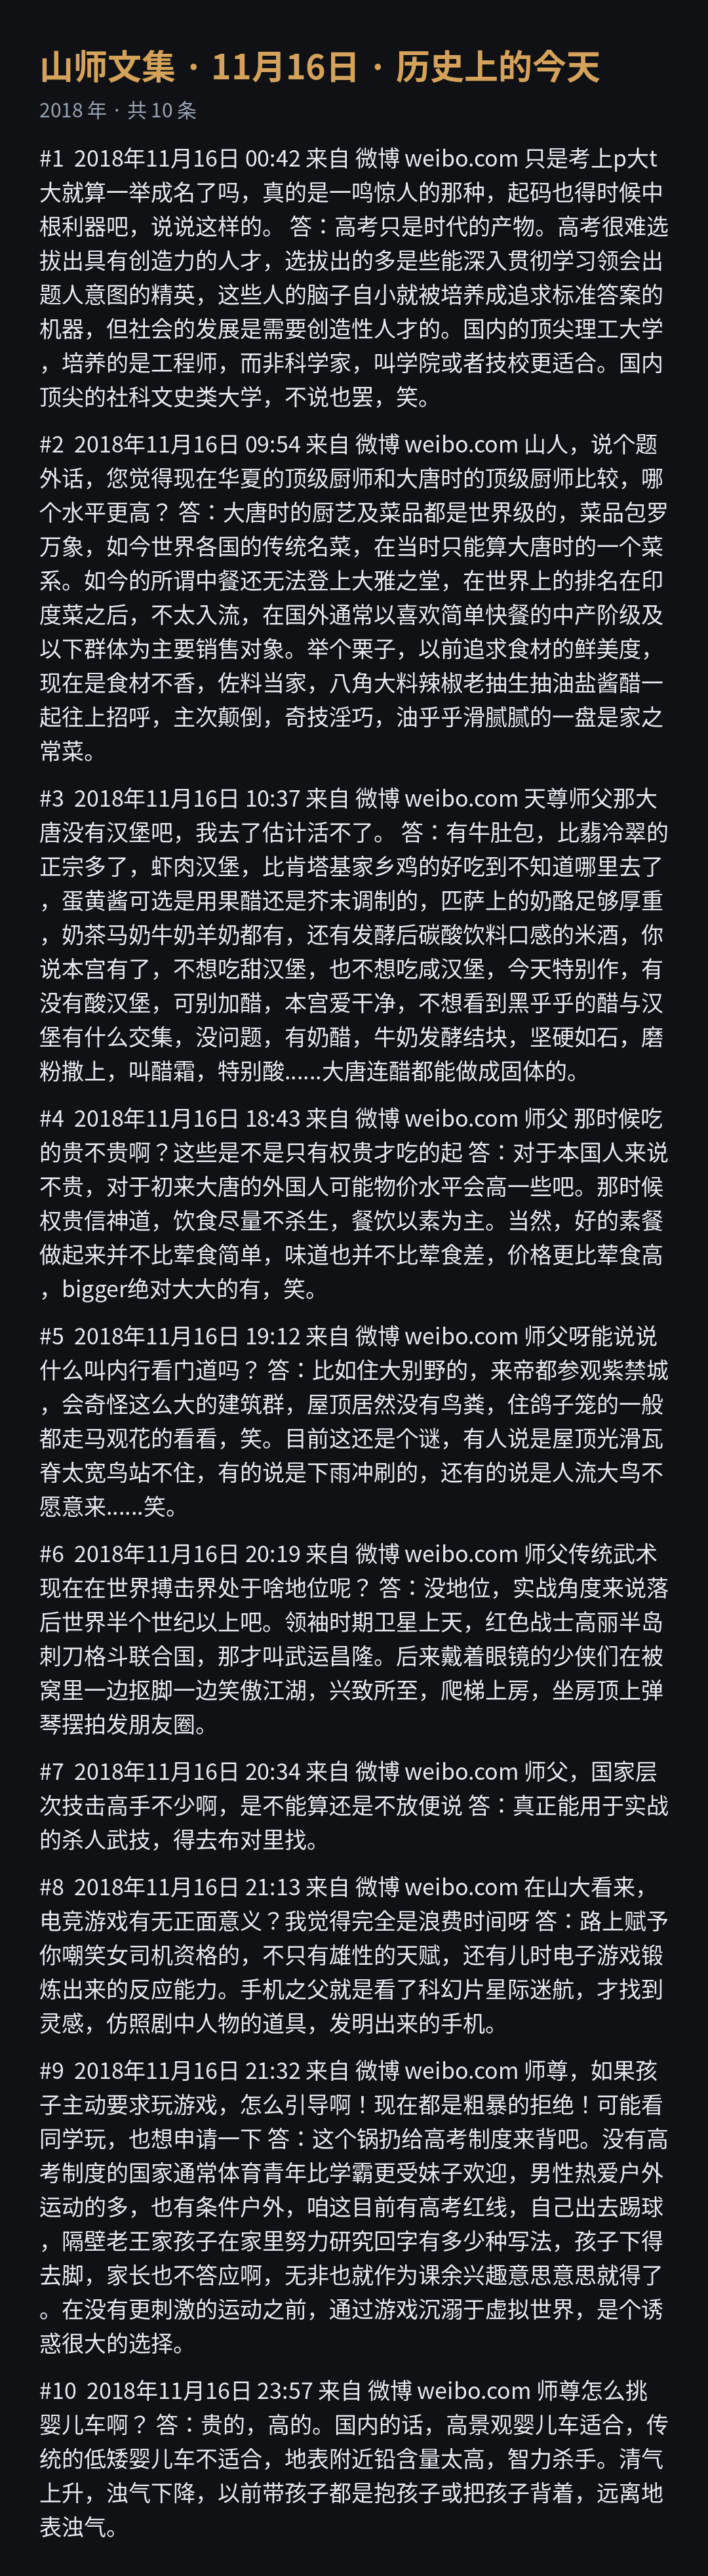 山师文集 · 11月16日 · 历史上的今天
2018 年 · 共 10 条
#1 2018年11月16日 00:42 来自 微博 weibo.com 只是考上p大t
大就算一举成名了吗，真的是一鸣惊人的那种，起码也得时候中
根利器吧，说说这样的。 答：高考只是时代的产物。高考很难选
拔出具有创造力的人才，选拔出的多是些能深入贯彻学习领会出
题人意图的精英，这些人的脑子自小就被培养成追求标准答案的
机器，但社会的发展是需要创造性人才的。国内的顶尖理工大学
，培养的是工程师，而非科学家，叫学院或者技校更适合。国内
顶尖的社科文史类大学，不说也罢，笑。
#2 2018年11月16日 09:54 来自 微博 weibo.com 山人，说个题
外话，您觉得现在华夏的顶级厨师和大唐时的顶级厨师比较，哪
个水平更高？ 答：大唐时的厨艺及菜品都是世界级的，菜品包罗
万象，如今世界各国的传统名菜，在当时只能算大唐时的一个菜
系。如今的所谓中餐还无法登上大雅之堂，在世界上的排名在印
度菜之后，不太入流，在国外通常以喜欢简单快餐的中产阶级及
以下群体为主要销售对象。举个栗子，以前追求食材的鲜美度，
现在是食材不香，佐料当家，八角大料辣椒老抽生抽油盐酱醋一
起往上招呼，主次颠倒，奇技淫巧，油乎乎滑腻腻的一盘是家之
常菜。
#3 2018年11月16日 10:37 来自 微博 weibo.com 天尊师父那大
唐没有汉堡吧，我去了估计活不了。 答：有牛肚包，比翡冷翠的
正宗多了，虾肉汉堡，比肯塔基家乡鸡的好吃到不知道哪里去了
，蛋黄酱可选是用果醋还是芥末调制的，匹萨上的奶酪足够厚重
，奶茶马奶牛奶羊奶都有，还有发酵后碳酸饮料口感的米酒，你
说本宫有了，不想吃甜汉堡，也不想吃咸汉堡，今天特别作，有
没有酸汉堡，可别加醋，本宫爱干净，不想看到黑乎乎的醋与汉
堡有什么交集，没问题，有奶醋，牛奶发酵结块，坚硬如石，磨
粉撒上，叫醋霜，特别酸......大唐连醋都能做成固体的。
#4 2018年11月16日 18:43 来自 微博 weibo.com 师父 那时候吃
的贵不贵啊？这些是不是只有权贵才吃的起 答：对于本国人来说
不贵，对于初来大唐的外国人可能物价水平会高一些吧。那时候
权贵信神道，饮食尽量不杀生，餐饮以素为主。当然，好的素餐
做起来并不比荤食简单，味道也并不比荤食差，价格更比荤食高
，bigger绝对大大的有，笑。
#5 2018年11月16日 19:12 来自 微博 weibo.com 师父呀能说说
什么叫内行看门道吗？ 答：比如住大别野的，来帝都参观紫禁城
，会奇怪这么大的建筑群，屋顶居然没有鸟粪，住鸽子笼的一般
都走马观花的看看，笑。目前这还是个谜，有人说是屋顶光滑瓦
脊太宽鸟站不住，有的说是下雨冲刷的，还有的说是人流大鸟不
愿意来......笑。
#6 2018年11月16日 20:19 来自 微博 weibo.com 师父传统武术
现在在世界搏击界处于啥地位呢？ 答：没地位，实战角度来说落
后世界半个世纪以上吧。领袖时期卫星上天，红色战士高丽半岛
刺刀格斗联合国，那才叫武运昌隆。后来戴着眼镜的少侠们在被
窝里一边抠脚一边笑傲江湖，兴致所至，爬梯上房，坐房顶上弹
琴摆拍发朋友圈。
#7 2018年11月16日 20:34 来自 微博 weibo.com 师父，国家层
次技击高手不少啊，是不能算还是不放便说 答：真正能用于实战
的杀人武技，得去布对里找。
#8 2018年11月16日 21:13 来自 微博 weibo.com 在山大看来，
电竞游戏有无正面意义？我觉得完全是浪费时间呀 答：路上赋予
你嘲笑女司机资格的，不只有雄性的天赋，还有儿时电子游戏锻
炼出来的反应能力。手机之父就是看了科幻片星际迷航，才找到
灵感，仿照剧中人物的道具，发明出来的手机。
#9 2018年11月16日 21:32 来自 微博 weibo.com 师尊，如果孩
子主动要求玩游戏，怎么引导啊！现在都是粗暴的拒绝！可能看
同学玩，也想申请一下 答：这个锅扔给高考制度来背吧。没有高
考制度的国家通常体育青年比学霸更受妹子欢迎，男性热爱户外
运动的多，也有条件户外，咱这目前有高考红线，自己出去踢球
，隔壁老王家孩子在家里努力研究回字有多少种写法，孩子下得
去脚，家长也不答应啊，无非也就作为课余兴趣意思意思就得了
。在没有更刺激的运动之前，通过游戏沉溺于虚拟世界，是个诱
惑很大的选择。
#10 2018年11月16日 23:57 来自 微博 weibo.com 师尊怎么挑
婴儿车啊？ 答：贵的，高的。国内的话，高景观婴儿车适合，传
统的低矮婴儿车不适合，地表附近铅含量太高，智力杀手。清气
上升，浊气下降，以前带孩子都是抱孩子或把孩子背着，远离地
表浊气。